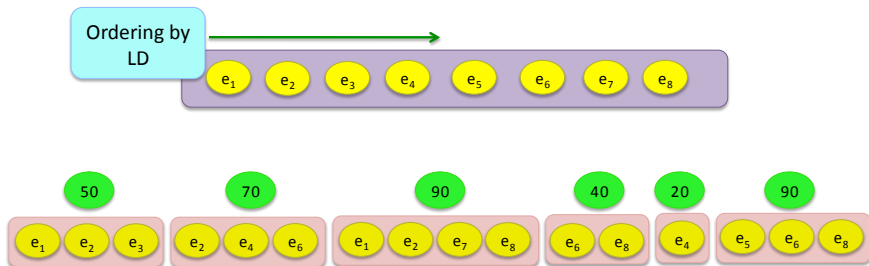 Ordering by
LD
e₁ e₂ e₃ e₄ e₅ e₆ e₇ e₈
50 70 90 40 20 90
e₁ e₂ e₃ e₂ e₄ e₆ e₁ e₂ e₇ e₈ e₆ e₈ e₄ e₅ e₆ e₈